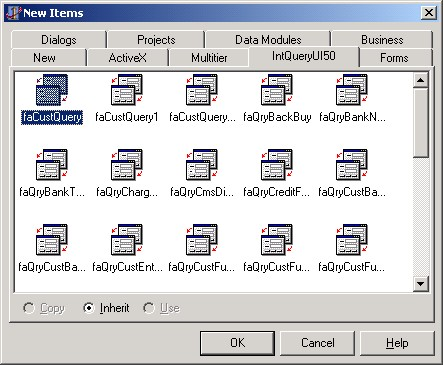 New Items
Dialogs Projects Data Modules Business
New ActiveX Multitier IntQueryUI50 Forms
faCustQuery faCustQuery1 faCustQuery... faQryBackBuy faQryBankN...
faQryBankT... faQryCharg... faQryCmsDi... faQryCreditF... faQryCustBa...
faQryCustBa... faQryCustEnt... faQryCustFu... faQryCustFu... faQryCustFu...
Copy Inherit Use
OK Cancel Help